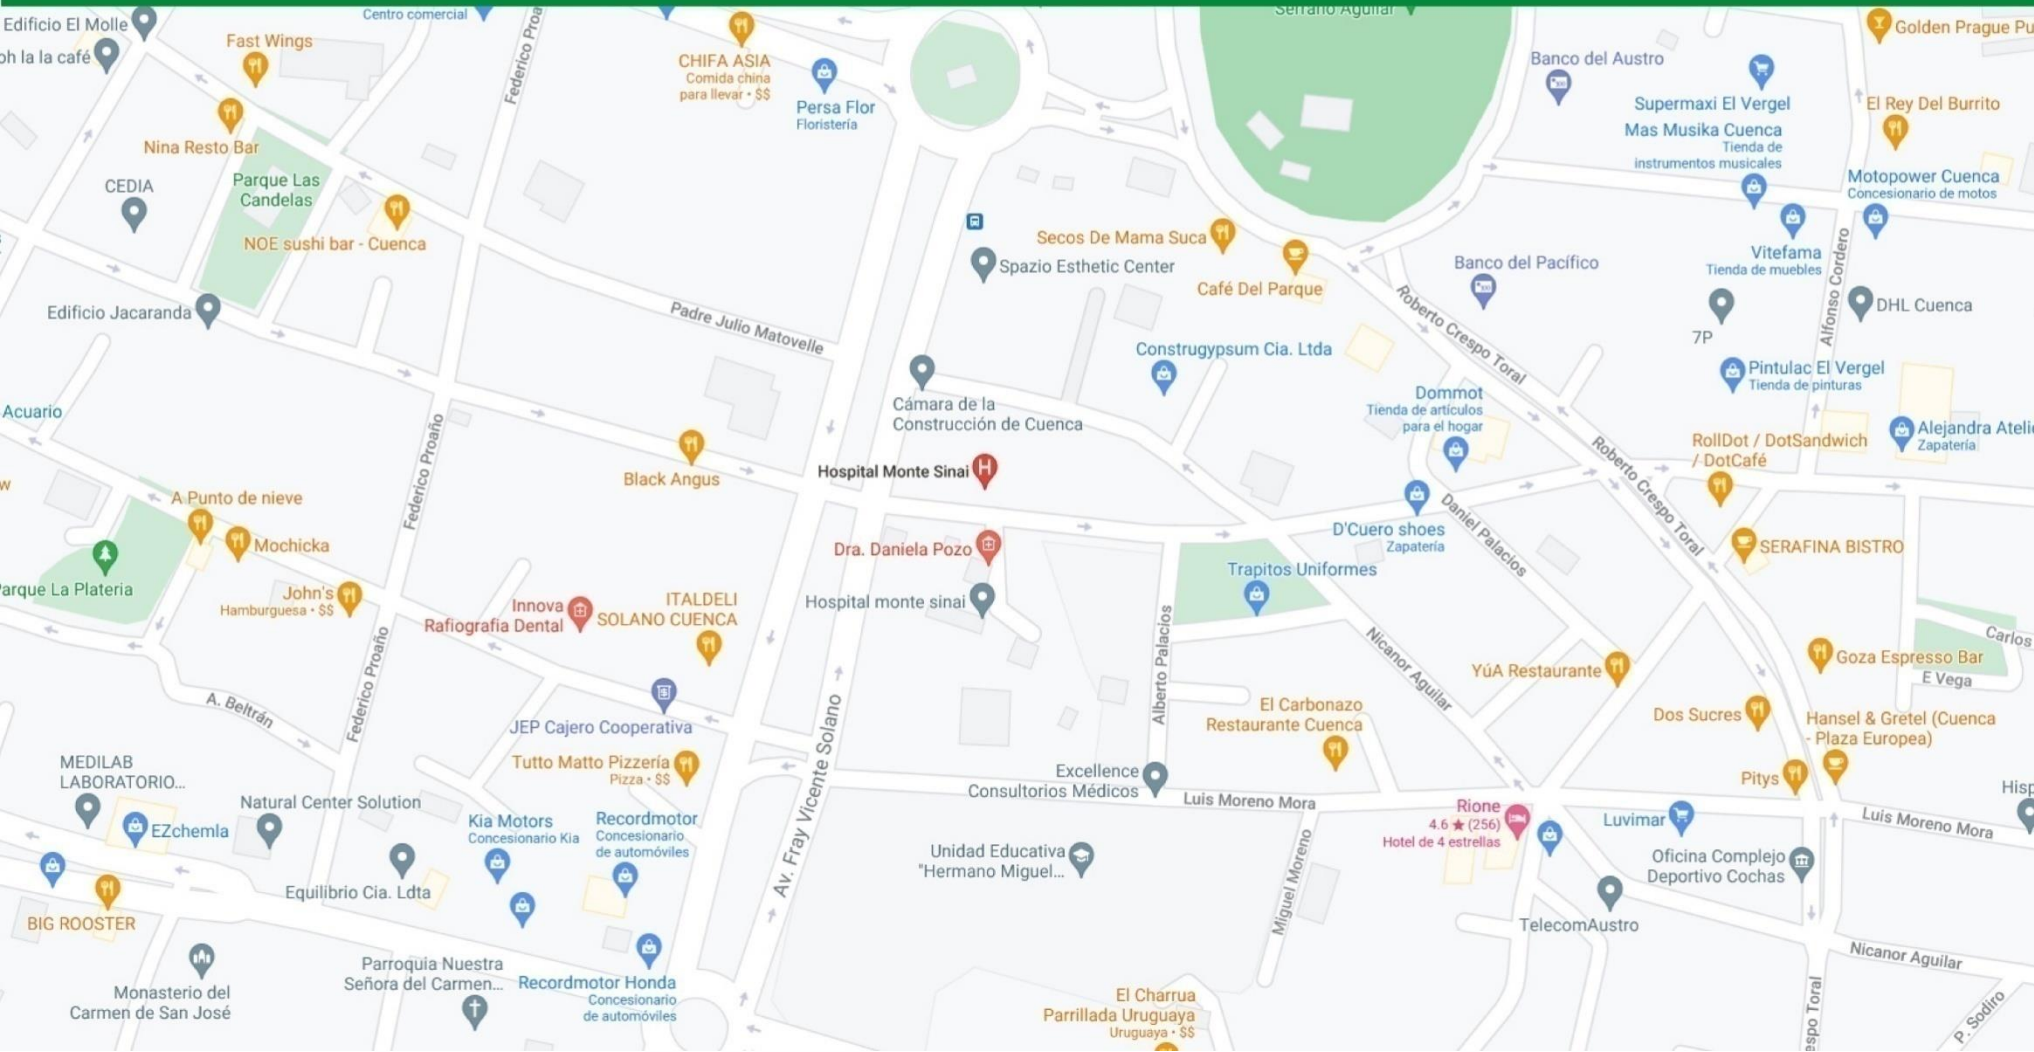 Edificio El Molle
oh la la café
Fast Wings
Centro comercial
Federico Proa
CHIFA ASIA
Comida china
para llevar • $$
Persa Flor
Floristería
Serrano Aguilar
Banco del Austro
Supermaxi El Vergel
Mas Musika Cuenca
Tienda de
instrumentos musicales
Golden Prague Pu
El Rey Del Burrito
Motopower Cuenca
Concesionario de motos
Nina Resto Bar
CEDIA
Parque Las
Candelas
NOE sushi bar - Cuenca
Edificio Jacaranda
Secos De Mama Suca
Spazio Esthetic Center
Café Del Parque
Banco del Pacífico
Vitefama
Tienda de muebles
Alfonso Cordero
DHL Cuenca
7P
Padre Julio Matovelle
Roberto Crespo Toral
Construgypsum Cia. Ltda
Pintulac El Vergel
Tienda de pinturas
Cámara de la
Construcción de Cuenca
Dommot
Tienda de artículos
para el hogar
Acuario
Federico Proaño
Black Angus
Hospital Monte Sinai
RollDot / DotSandwich
/ DotCafé
Alejandra Ateli
Zapatería
Roberto Crespo Toral
w
A Punto de nieve
Mochicka
Parque La Plateria
John's
Hamburguesa • $$
Dra. Daniela Pozo
Hospital monte sinai
D'Cuero shoes
Zapatería
Daniel Palacios
SERAFINA BISTRO
Trapitos Uniformes
Innova
Rafiografia Dental
ITALDELI
SOLANO CUENCA
Alberto Palacios
Nicanor Aguilar
YúA Restaurante
Goza Espresso Bar
Carlos
E Vega
A. Beltrán
Federico Proaño
JEP Cajero Cooperativa
Tutto Matto Pizzería
Pizza • $$
Av. Fray Vicente Solano
El Carbonazo
Restaurante Cuenca
Dos Sucres
Hansel & Gretel (Cuenca
- Plaza Europea)
Pitys
MEDILAB
LABORATORIO...
EZchemla
Natural Center Solution
Kia Motors
Concesionario Kia
Recordmotor
Concesionario
de automóviles
Excellence
Consultorios Médicos
Luis Moreno Mora
Rione
4.6 ★ (256)
Hotel de 4 estrellas
Luvimar
Luis Moreno Mora
Hisp
Equilibrio Cia. Ldta
Unidad Educativa
"Hermano Miguel...
Miguel Moreno
Oficina Complejo
Deportivo Cochas
TelecomAustro
BIG ROOSTER
Monasterio del
Carmen de San José
Parroquia Nuestra
Señora del Carmen...
Recordmotor Honda
Concesionario
de automóviles
El Charrua
Parrillada Uruguaya
Uruguaya • $$
Nicanor Aguilar
espo Toral
P. Sodiro